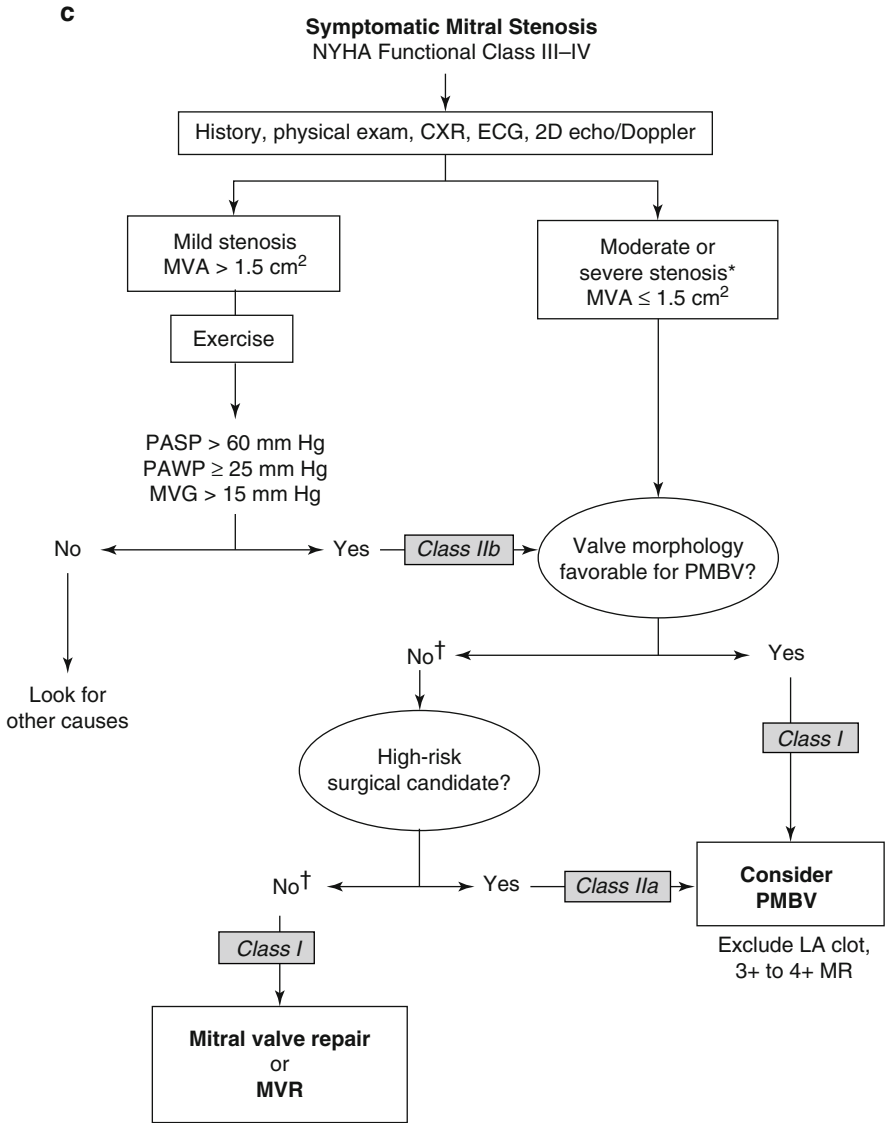 c
Symptomatic Mitral Stenosis
NYHA Functional Class III–IV
History, physical exam, CXR, ECG, 2D echo/Doppler
Mild stenosis
MVA > 1.5 cm²
Moderate or
severe stenosis*
MVA ≤ 1.5 cm²
Exercise
PASP > 60 mm Hg
PAWP ≥ 25 mm Hg
MVG > 15 mm Hg
No
Yes
Class IIb
Valve morphology
favorable for PMBV?
Look for
other causes
No†
Yes
High-risk
surgical candidate?
Class I
No†
Yes
Class IIa
Consider
PMBV
Exclude LA clot,
3+ to 4+ MR
Class I
Mitral valve repair
or
MVR